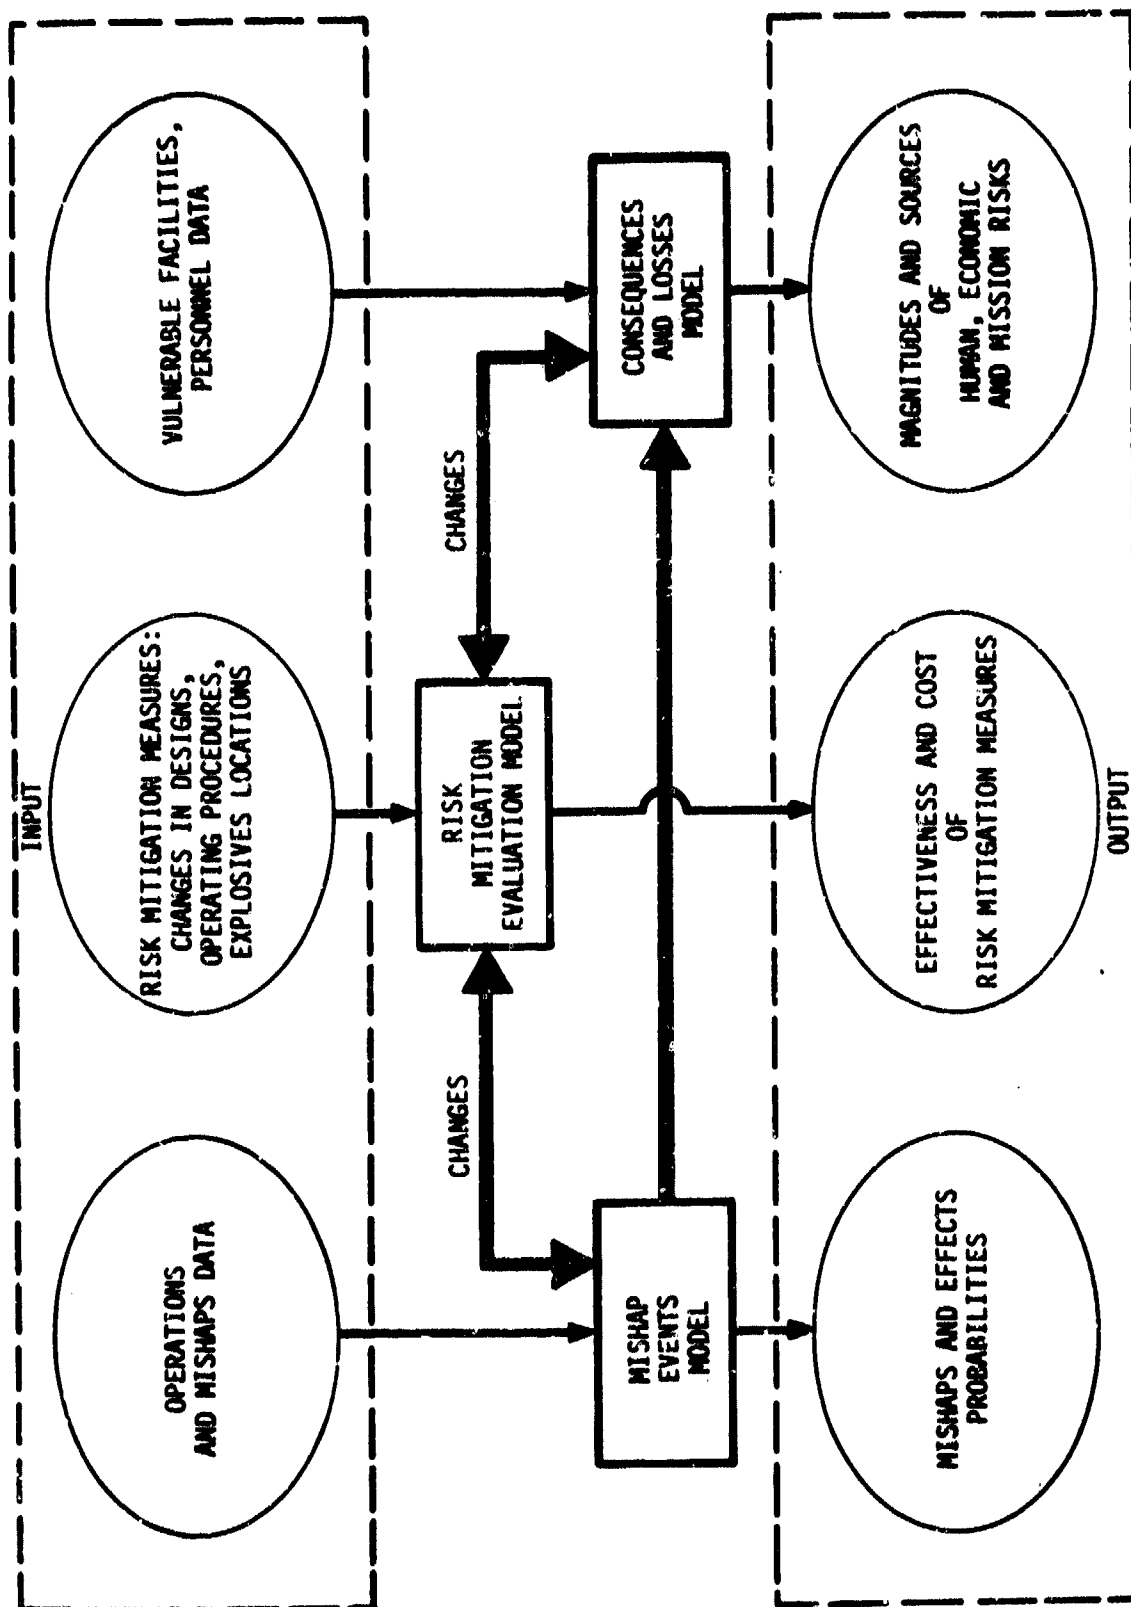 INPUT
OPERATIONS
AND MISHAPS DATA
RISK MITIGATION MEASURES:
CHANGES IN DESIGNS,
OPERATING PROCEDURES,
EXPLOSIVES LOCATIONS
VULNERABLE FACILITIES,
PERSONNEL DATA
CHANGES
RISK
MITIGATION
EVALUATION MODEL
CHANGES
MISHAP
EVENTS
MODEL
CONSEQUENCES
AND LOSSES
MODEL
MISHAPS AND EFFECTS
PROBABILITIES
EFFECTIVENESS AND COST
OF
RISK MITIGATION MEASURES
MAGNITUDES AND SOURCES
OF
HUMAN, ECONOMIC
AND MISSION RISKS
OUTPUT